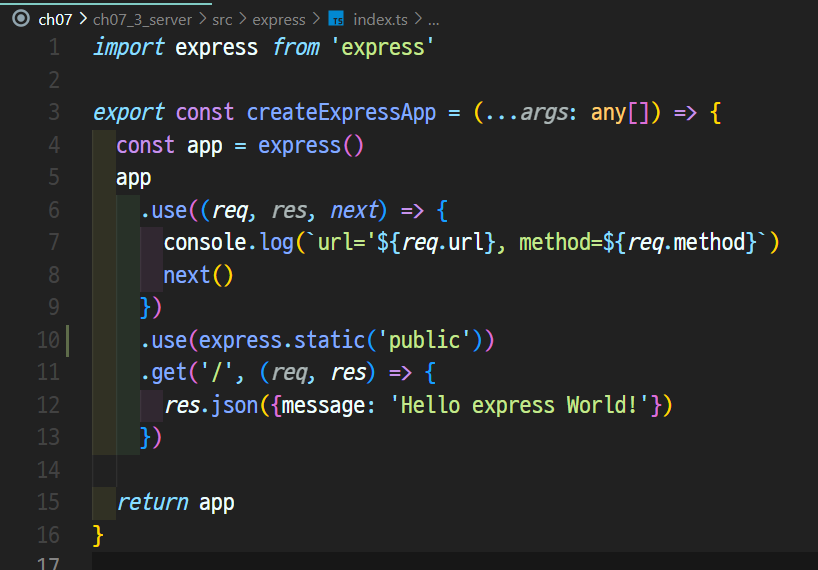 ch07 > ch07_3_server > src > express > TS index.ts > ...
1 import express from 'express'
2
3 export const createExpressApp = (...args: any[]) => {
4   const app = express()
5   app
6     .use((req, res, next) => {
7       console.log(`url='${req.url}, method=${req.method}`)
8       next()
9     })
10     .use(express.static('public'))
11     .get('/', (req, res) => {
12       res.json({message: 'Hello express World!'})
13     })
14
15   return app
16 }
17